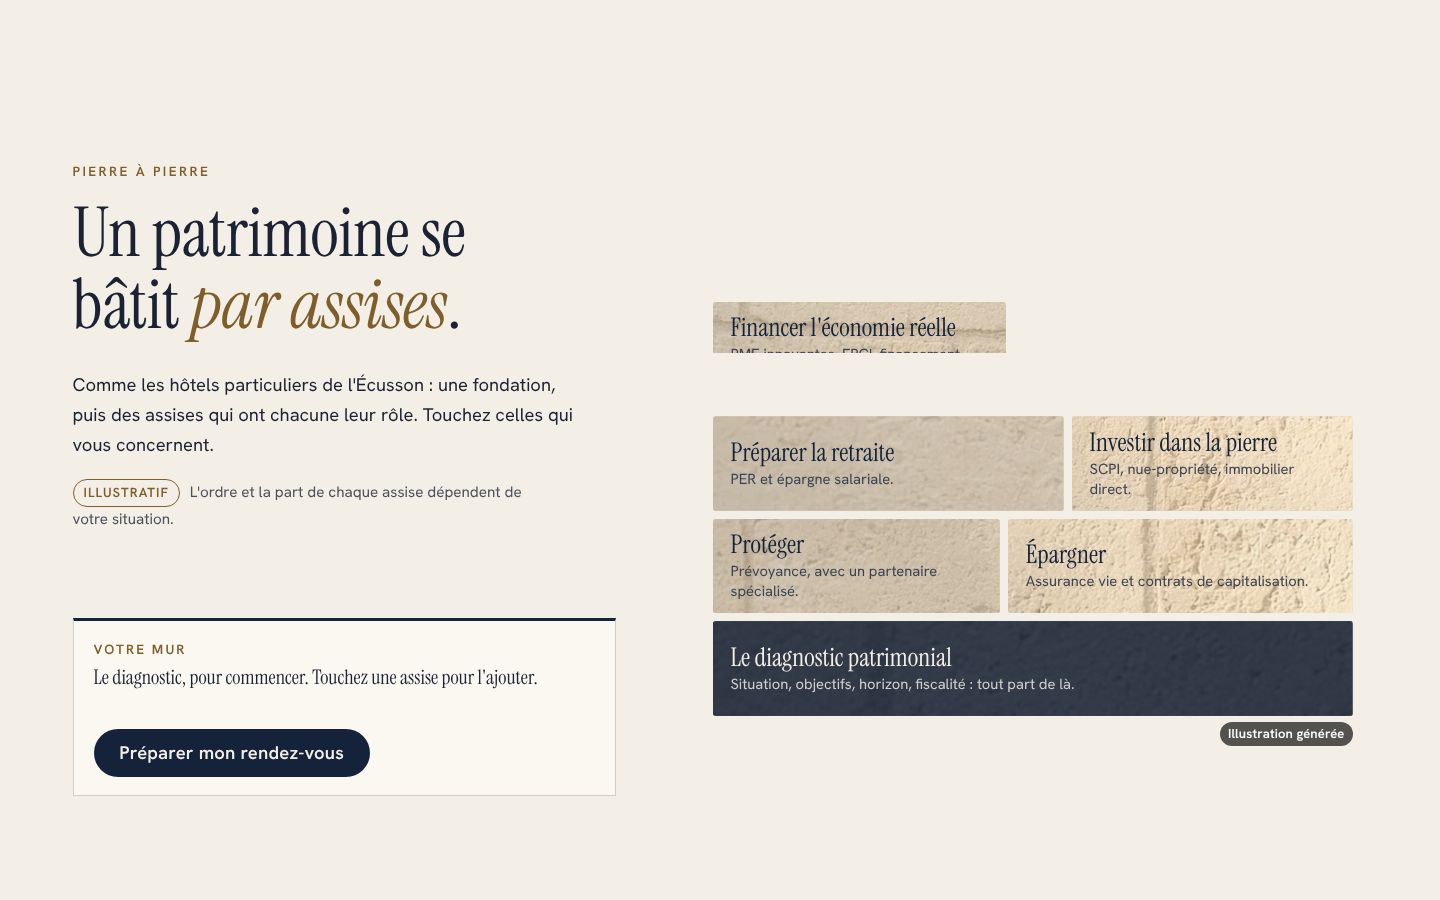 PIERRE À PIERRE
Un patrimoine se
bâtit par assises.
Comme les hôtels particuliers de l'Écusson : une fondation,
puis des assises qui ont chacune leur rôle. Touchez celles qui
vous concernent.
ILLUSTRATIF L'ordre et la part de chaque assise dépendent de
votre situation.
VOTRE MUR
Le diagnostic, pour commencer. Touchez une assise pour l'ajouter.
Préparer mon rendez-vous
Financer l'économie réelle
Préparer la retraite
PER et épargne salariale.
Investir dans la pierre
SCPI, nue-propriété, immobilier
direct.
Protéger
Prévoyance, avec un partenaire
spécialisé.
Épargner
Assurance vie et contrats de capitalisation.
Le diagnostic patrimonial
Situation, objectifs, horizon, fiscalité : tout part de là.
Illustration générée